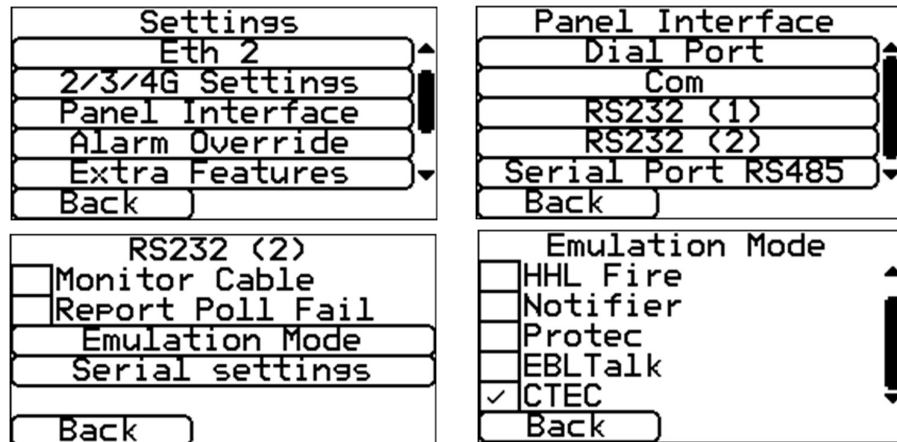 Settings
Eth 2
2/3/4G Settings
Panel Interface
Alarm Override
Extra Features
Back
Panel Interface
Dial Port
Com
RS232 (1)
RS232 (2)
Serial Port RS485
Back
RS232 (2)
Monitor Cable
Report Poll Fail
Emulation Mode
Serial settings
Back
Emulation Mode
HHL Fire
Notifier
Protec
EBLTalk
CTEC
Back